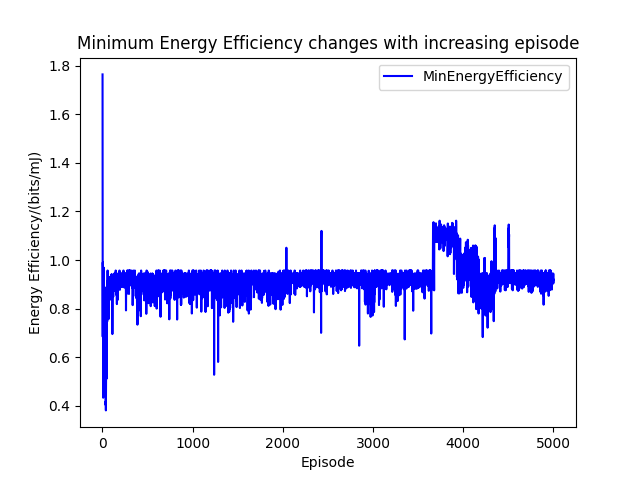 Minimum Energy Efficiency changes with increasing episode
MinEnergyEfficiency
Energy Efficiency/(bits/mJ)
1.8
1.6
1.4
1.2
1.0
0.8
0.6
0.4
0 1000 2000 3000 4000 5000
Episode